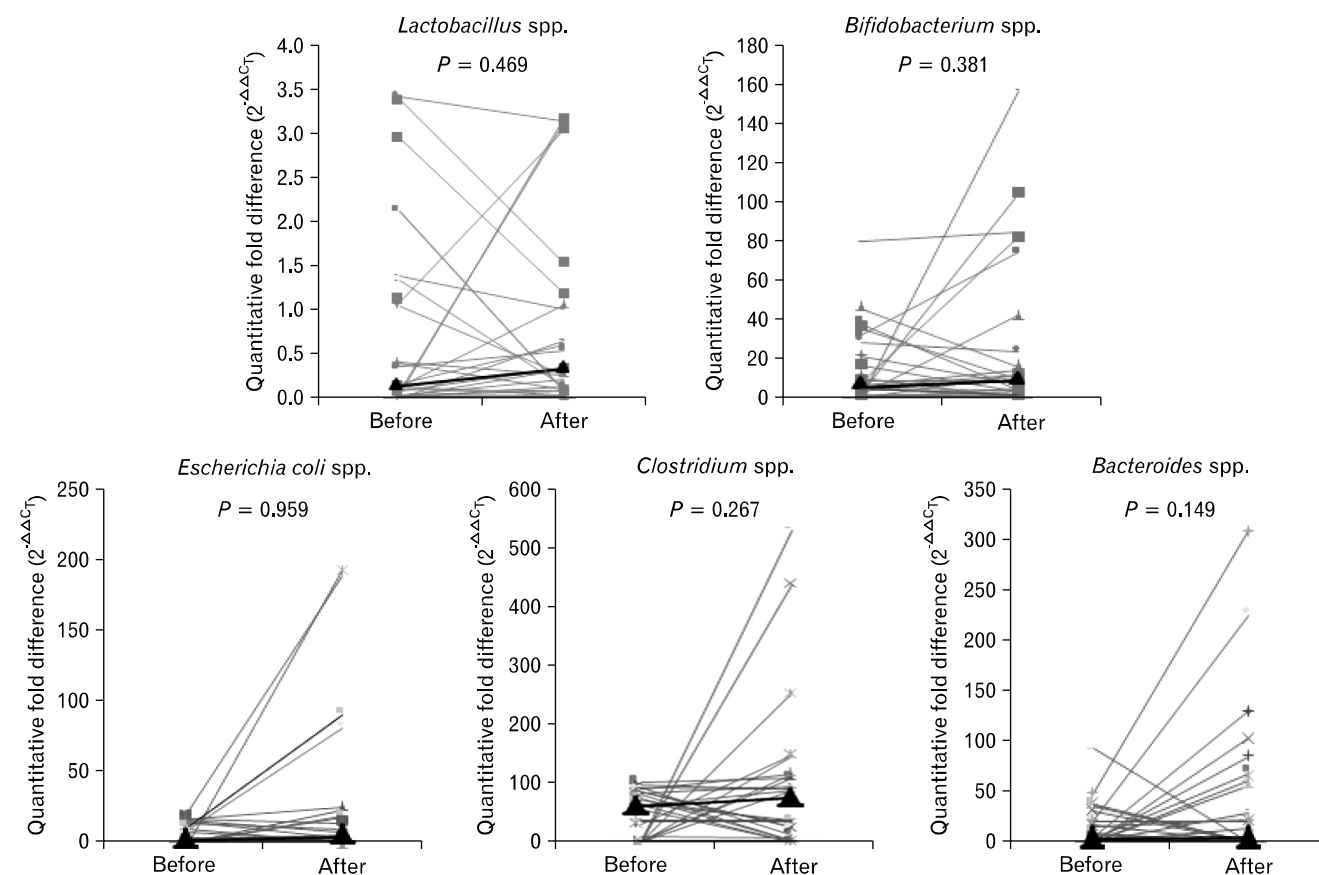 Lactobacillus spp.
P = 0.469
Quantitative fold difference (2^-ΔΔC_T)
4.0
3.5
3.0
2.5
2.0
1.5
1.0
0.5
0.0
Before After
Bifidobacterium spp.
P = 0.381
Quantitative fold difference (2^-ΔΔC_T)
180
160
140
120
100
80
60
40
20
0
Before After
Escherichia coli spp.
P = 0.959
Quantitative fold difference (2^-ΔΔC_T)
250
200
150
100
50
0
Before After
Clostridium spp.
P = 0.267
Quantitative fold difference (2^-ΔΔC_T)
600
500
400
300
200
100
0
Before After
Bacteroides spp.
P = 0.149
Quantitative fold difference (2^-ΔΔC_T)
350
300
250
200
150
100
50
0
Before After